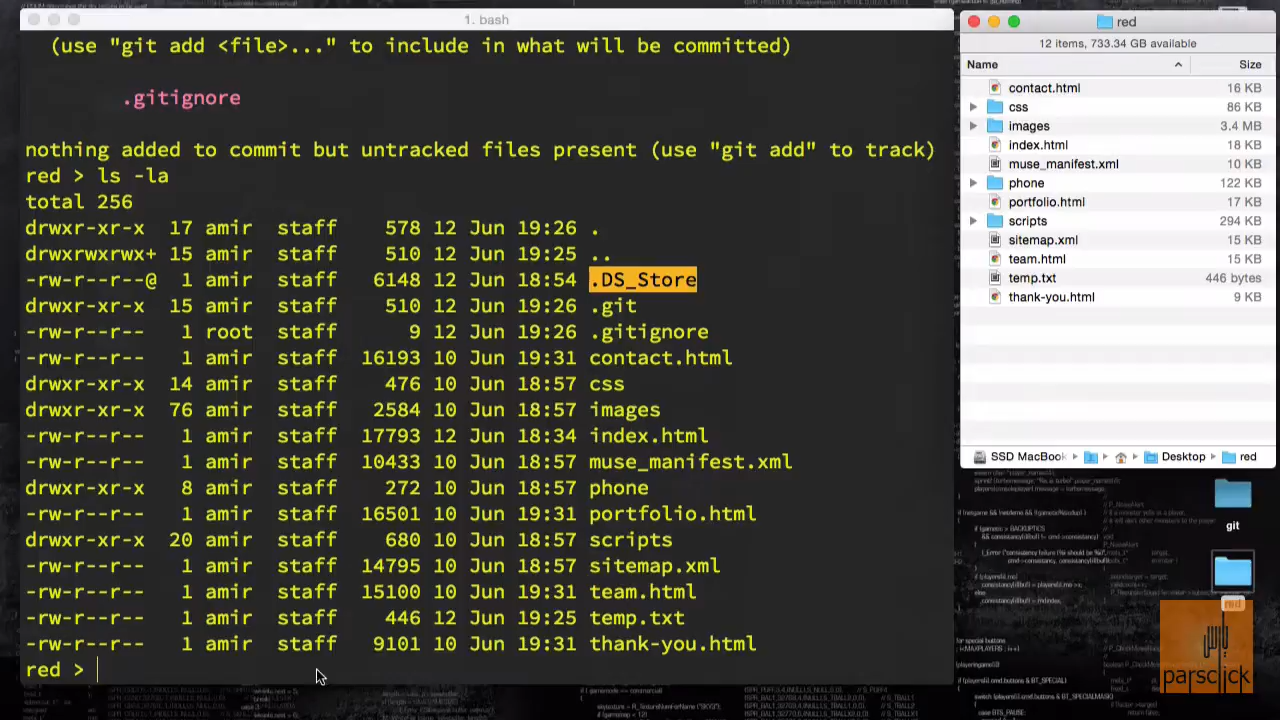 1. bash
(use "git add <file>..." to include in what will be committed)
.gitignore
nothing added to commit but untracked files present (use "git add" to track)
red > ls -la
total 256
drwxr-xr-x 17 amir staff 578 12 Jun 19:26 .
drwxrwxrwx+ 15 amir staff 510 12 Jun 19:25 ..
-rw-r--r--@ 1 amir staff 6148 12 Jun 18:54 .DS_Store
drwxr-xr-x 15 amir staff 510 12 Jun 19:26 .git
-rw-r--r-- 1 root staff 9 12 Jun 19:26 .gitignore
-rw-r--r-- 1 amir staff 16193 10 Jun 19:31 contact.html
drwxr-xr-x 14 amir staff 476 10 Jun 18:57 css
drwxr-xr-x 76 amir staff 2584 10 Jun 18:57 images
-rw-r--r-- 1 amir staff 17793 12 Jun 18:34 index.html
-rw-r--r-- 1 amir staff 10433 10 Jun 18:57 muse_manifest.xml
drwxr-xr-x 8 amir staff 272 10 Jun 18:57 phone
-rw-r--r-- 1 amir staff 16501 10 Jun 19:31 portfolio.html
drwxr-xr-x 20 amir staff 680 10 Jun 18:57 scripts
-rw-r--r-- 1 amir staff 14795 10 Jun 18:57 sitemap.xml
-rw-r--r-- 1 amir staff 15100 10 Jun 19:31 team.html
-rw-r--r-- 1 amir staff 446 12 Jun 19:25 temp.txt
-rw-r--r-- 1 amir staff 9101 10 Jun 19:31 thank-you.html
red >
red
12 items, 733.34 GB available
Name Size
contact.html 16 KB
css 86 KB
images 3.4 MB
index.html 18 KB
muse_manifest.xml 10 KB
phone 122 KB
portfolio.html 17 KB
scripts 294 KB
sitemap.xml 15 KB
team.html 15 KB
temp.txt 446 bytes
thank-you.html 9 KB
SSD MacBook Desktop red
git
red
پارس
parsclick